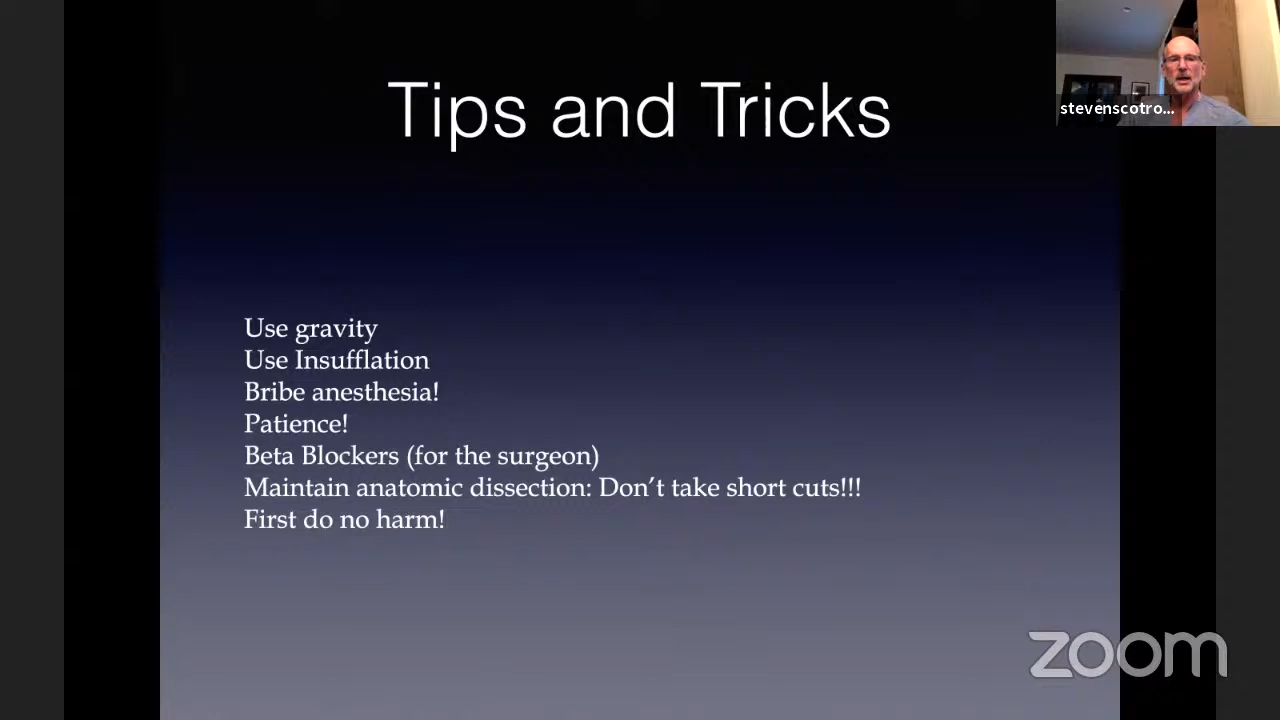 Tips and Tricks
stevenscotro...
Use gravity
Use Insufflation
Bribe anesthesia!
Patience!
Beta Blockers (for the surgeon)
Maintain anatomic dissection: Don’t take short cuts!!!
First do no harm!
zoom